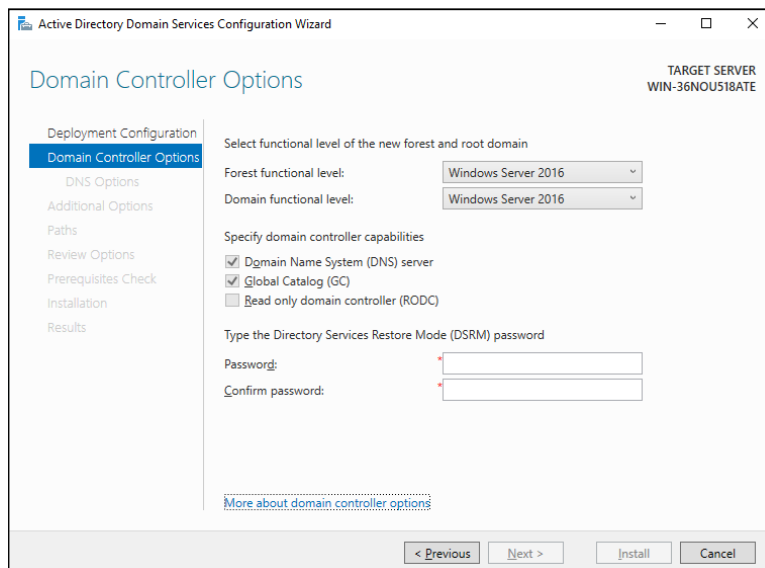 Active Directory Domain Services Configuration Wizard
Domain Controller Options
TARGET SERVER
WIN-36NOU518ATE
Deployment Configuration
Domain Controller Options
DNS Options
Additional Options
Paths
Review Options
Prerequisites Check
Installation
Results
Select functional level of the new forest and root domain
Forest functional level: Windows Server 2016
Domain functional level: Windows Server 2016
Specify domain controller capabilities
Domain Name System (DNS) server
Global Catalog (GC)
Read only domain controller (RODC)
Type the Directory Services Restore Mode (DSRM) password
Password: *
Confirm password: *
More about domain controller options
< Previous Next > Install Cancel